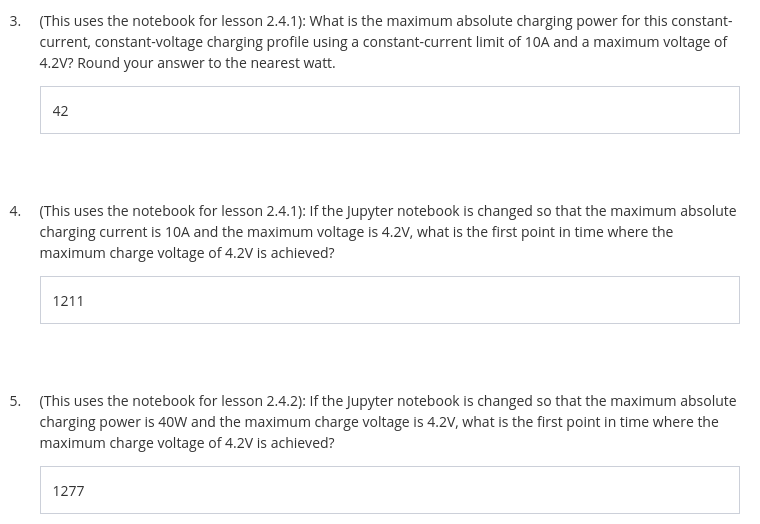 3. (This uses the notebook for lesson 2.4.1): What is the maximum absolute charging power for this constant-
current, constant-voltage charging profile using a constant-current limit of 10A and a maximum voltage of
4.2V? Round your answer to the nearest watt.
42
4. (This uses the notebook for lesson 2.4.1): If the Jupyter notebook is changed so that the maximum absolute
charging current is 10A and the maximum voltage is 4.2V, what is the first point in time where the
maximum charge voltage of 4.2V is achieved?
1211
5. (This uses the notebook for lesson 2.4.2): If the Jupyter notebook is changed so that the maximum absolute
charging power is 40W and the maximum charge voltage is 4.2V, what is the first point in time where the
maximum charge voltage of 4.2V is achieved?
1277